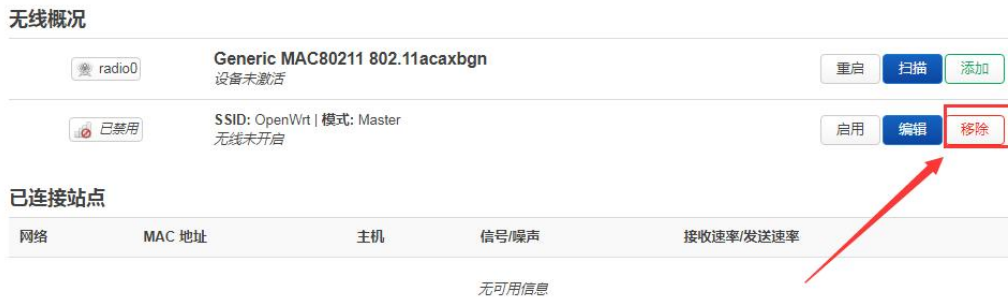 无线概况
radio0 Generic MAC80211 802.11acaxbgn 重启 扫描 添加
设备未激活
已禁用 SSID: OpenWrt | 模式: Master 启用 编辑 移除
无线未开启
已连接站点
网络 MAC 地址 主机 信号/噪声 接收速率/发送速率
无可用信息